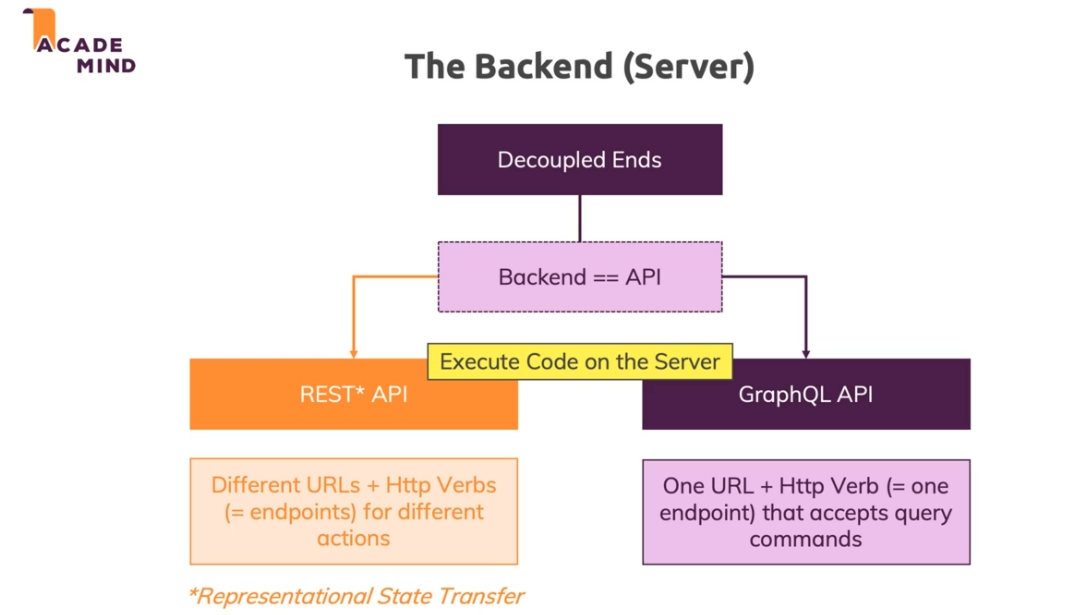 ACADE
MIND
The Backend (Server)
Decoupled Ends
Backend == API
Execute Code on the Server
REST* API
GraphQL API
Different URLs + Http Verbs
(= endpoints) for different
actions
One URL + Http Verb (= one
endpoint) that accepts query
commands
*Representational State Transfer